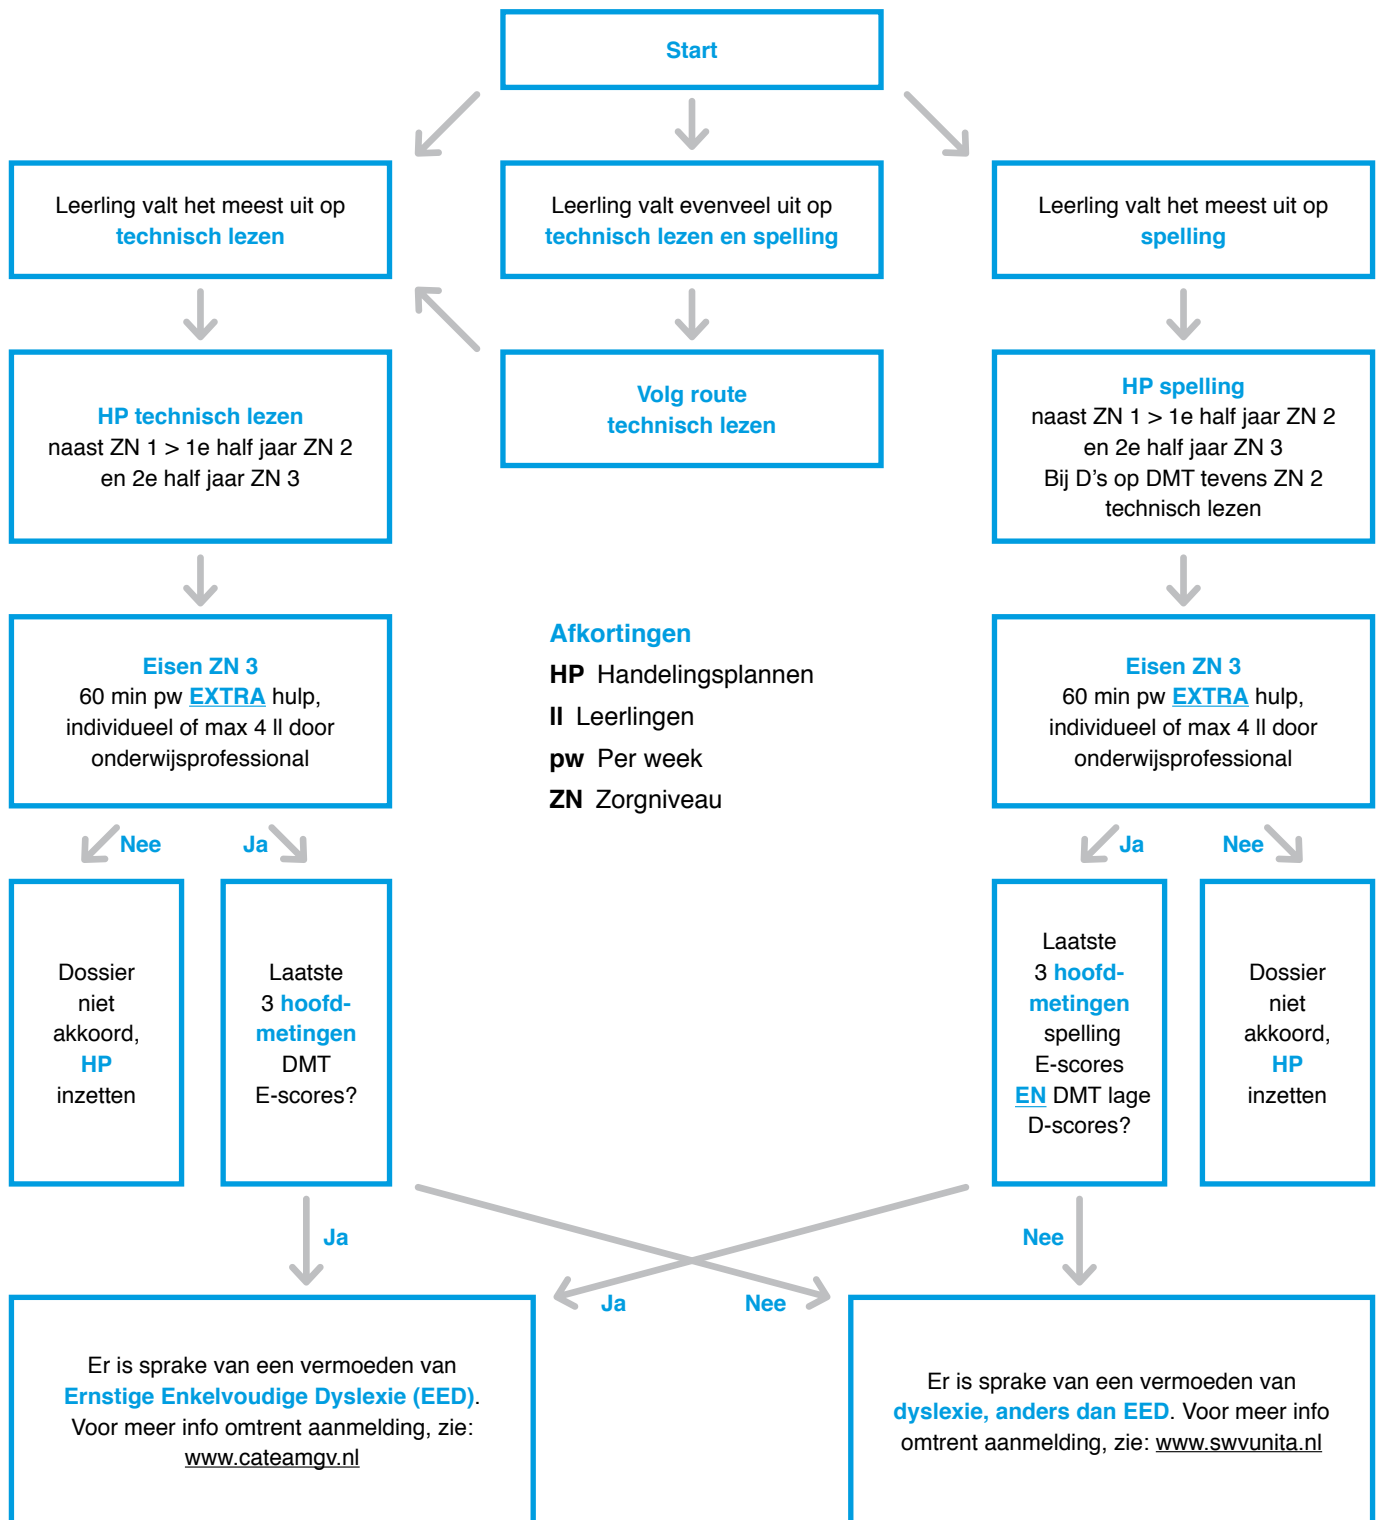 Start
Leerling valt het meest uit op
technisch lezen
Leerling valt evenveel uit op
technisch lezen en spelling
Leerling valt het meest uit op
spelling
HP technisch lezen
naast ZN 1 > 1e half jaar ZN 2
en 2e half jaar ZN 3
Volg route
technisch lezen
HP spelling
naast ZN 1 > 1e half jaar ZN 2
en 2e half jaar ZN 3
Bij D's op DMT tevens ZN 2
technisch lezen
Eisen ZN 3
60 min pw EXTRA hulp,
individueel of max 4 ll door
onderwijsprofessional
Afkortingen
HP Handelingsplannen
ll Leerlingen
pw Per week
ZN Zorgniveau
Eisen ZN 3
60 min pw EXTRA hulp,
individueel of max 4 ll door
onderwijsprofessional
Nee
Ja
Ja
Nee
Dossier
niet
akkoord,
HP
inzetten
Laatste
3 hoofd-
metingen
DMT
E-scores?
Laatste
3 hoofd-
metingen
spelling
E-scores
EN DMT lage
D-scores?
Dossier
niet
akkoord,
HP
inzetten
Ja
Nee
Ja
Nee
Er is sprake van een vermoeden van
Ernstige Enkelvoudige Dyslexie (EED).
Voor meer info omtrent aanmelding, zie:
www.cateamgv.nl
Er is sprake van een vermoeden van
dyslexie, anders dan EED. Voor meer info
omtrent aanmelding, zie: www.swvunita.nl